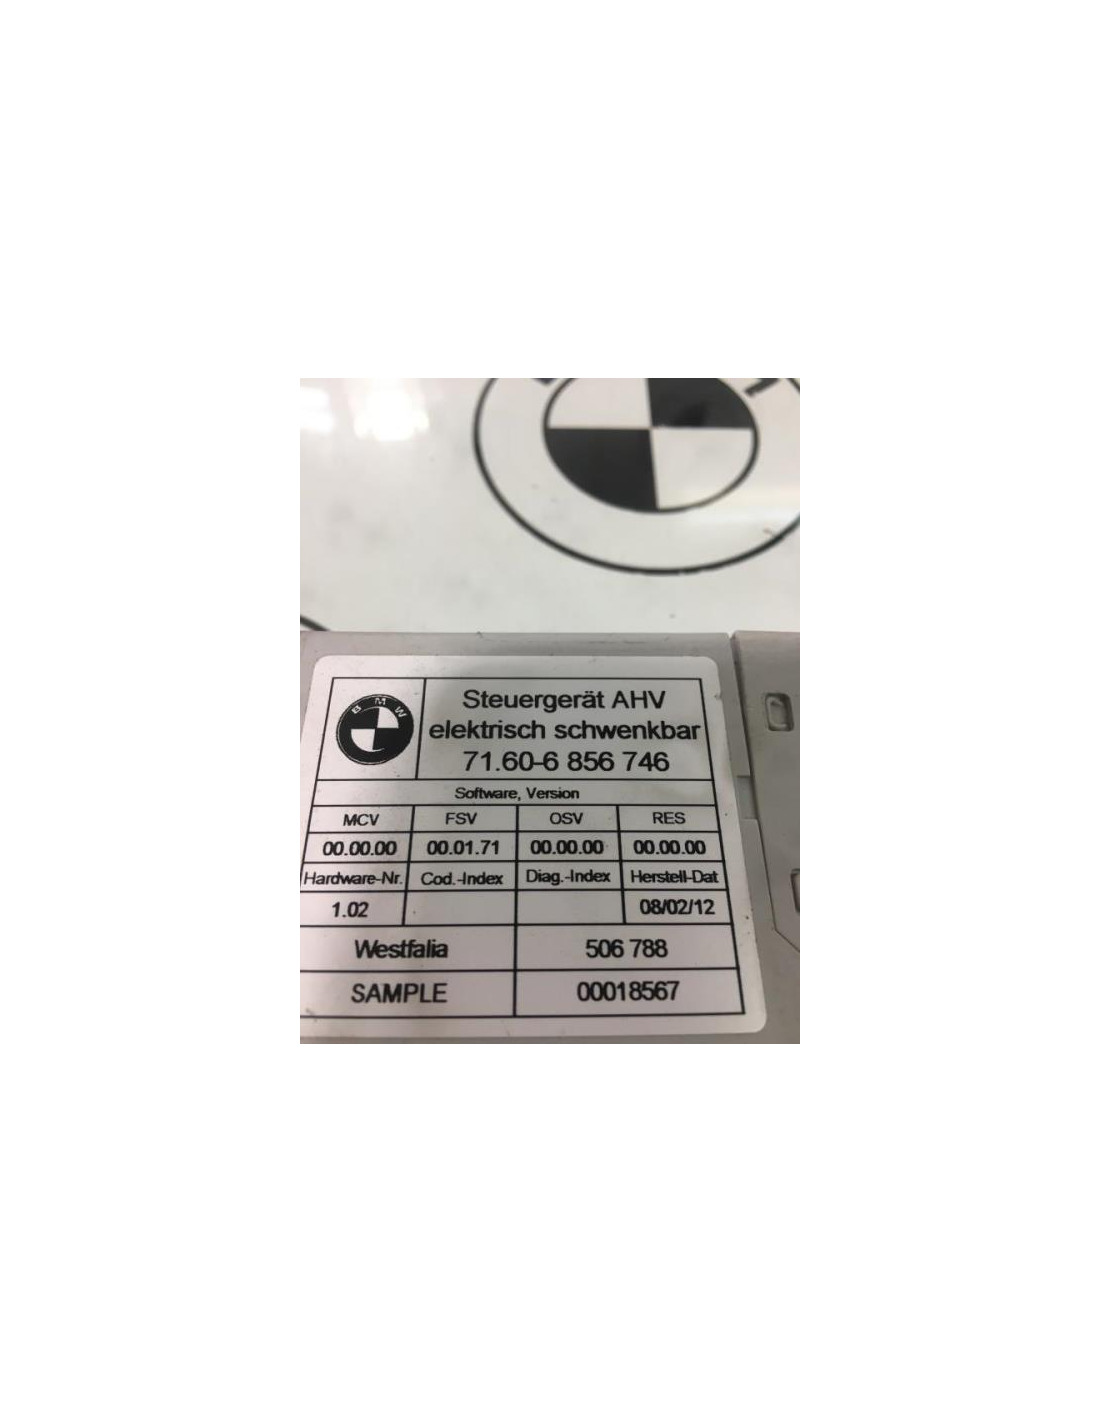 BMW
Steuergerät AHV
elektrisch schwenkbar
71.60-6 856 746
Software, Version
MCV FSV OSV RES
00.00.00 00.01.71 00.00.00 00.00.00
Hardware-Nr. Cod.-Index Diag.-Index Herstell-Dat
1.02 08/02/12
Westfalia 506 788
SAMPLE 00018567